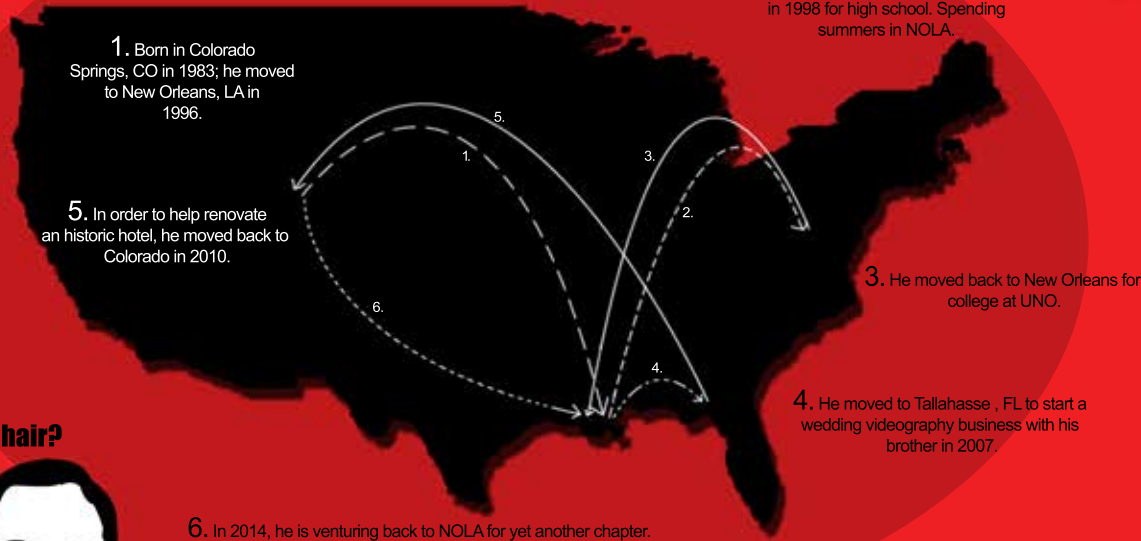 in 1998 for high school. Spending
summers in NOLA.
1. Born in Colorado
Springs, CO in 1983; he moved
to New Orleans, LA in
1996.
5.
1.
3.
2.
5. In order to help renovate
an historic hotel, he moved back to
Colorado in 2010.
3. He moved back to New Orleans for
college at UNO.
6.
4.
4. He moved to Tallahasse , FL to start a
wedding videography business with his
brother in 2007.
hair?
6. In 2014, he is venturing back to NOLA for yet another chapter.